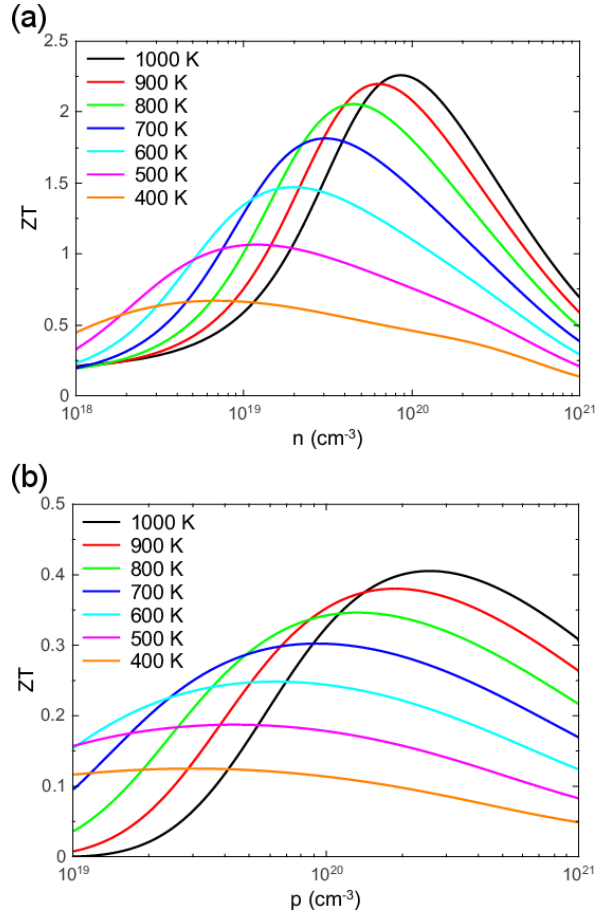 (a)
2.5
2
1.5
1
0.5
0
ZT
1000 K
900 K
800 K
700 K
600 K
500 K
400 K
10^18
10^19
10^20
10^21
n (cm^-3)
(b)
0.5
0.4
0.3
0.2
0.1
0
ZT
1000 K
900 K
800 K
700 K
600 K
500 K
400 K
10^19
10^20
10^21
p (cm^-3)